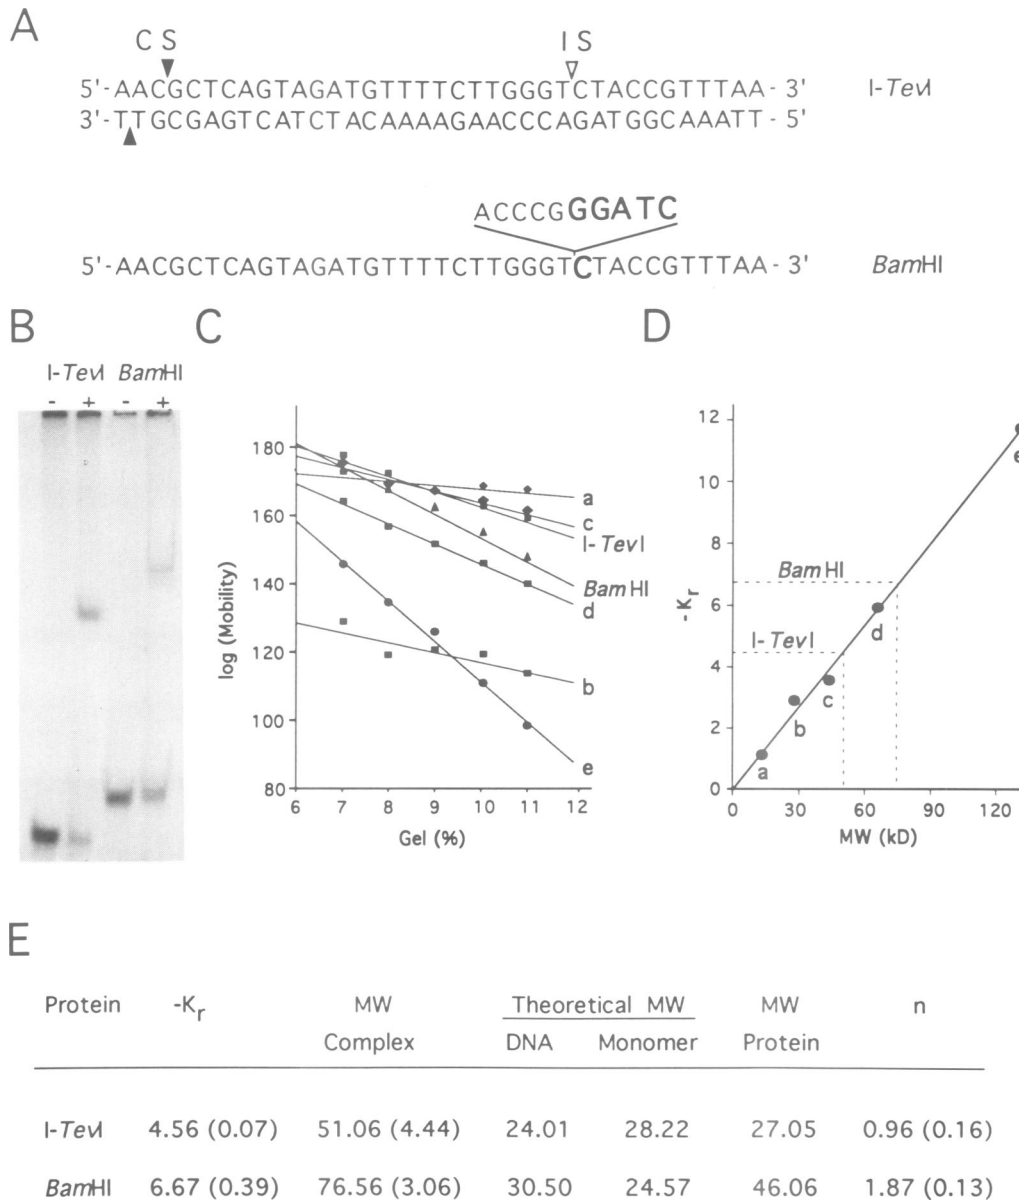 A
CS IS
5'- AACGCTCAGTAGATGTTTTCTTGGGTCTACCGTTTAA- 3' I-TevI
3'-TTGCGAGTCATCTACAAAAGAACCCAGATGGCAAATT - 5'
ACCCGGGATC
5'- AACGCTCAGTAGATGTTTTCTTGGGTCTACCGTTTAA- 3' BamHI
B
I-TevI BamHI
- + - +
C
log (Mobility)
180
160
140
120
100
80
6 7 8 9 10 11 12
Gel (%)
a
c
I-TevI
BamHI
d
b
e
D
-Kr
12
10
8
6
4
2
0
0 30 60 90 120
MW (kD)
BamHI
I-TevI
a
b
c
d
e
E
Protein -Kr MW Theoretical MW MW n
Complex DNA Monomer Protein
I-TevI 4.56 (0.07) 51.06 (4.44) 24.01 28.22 27.05 0.96 (0.16)
BamHI 6.67 (0.39) 76.56 (3.06) 30.50 24.57 46.06 1.87 (0.13)